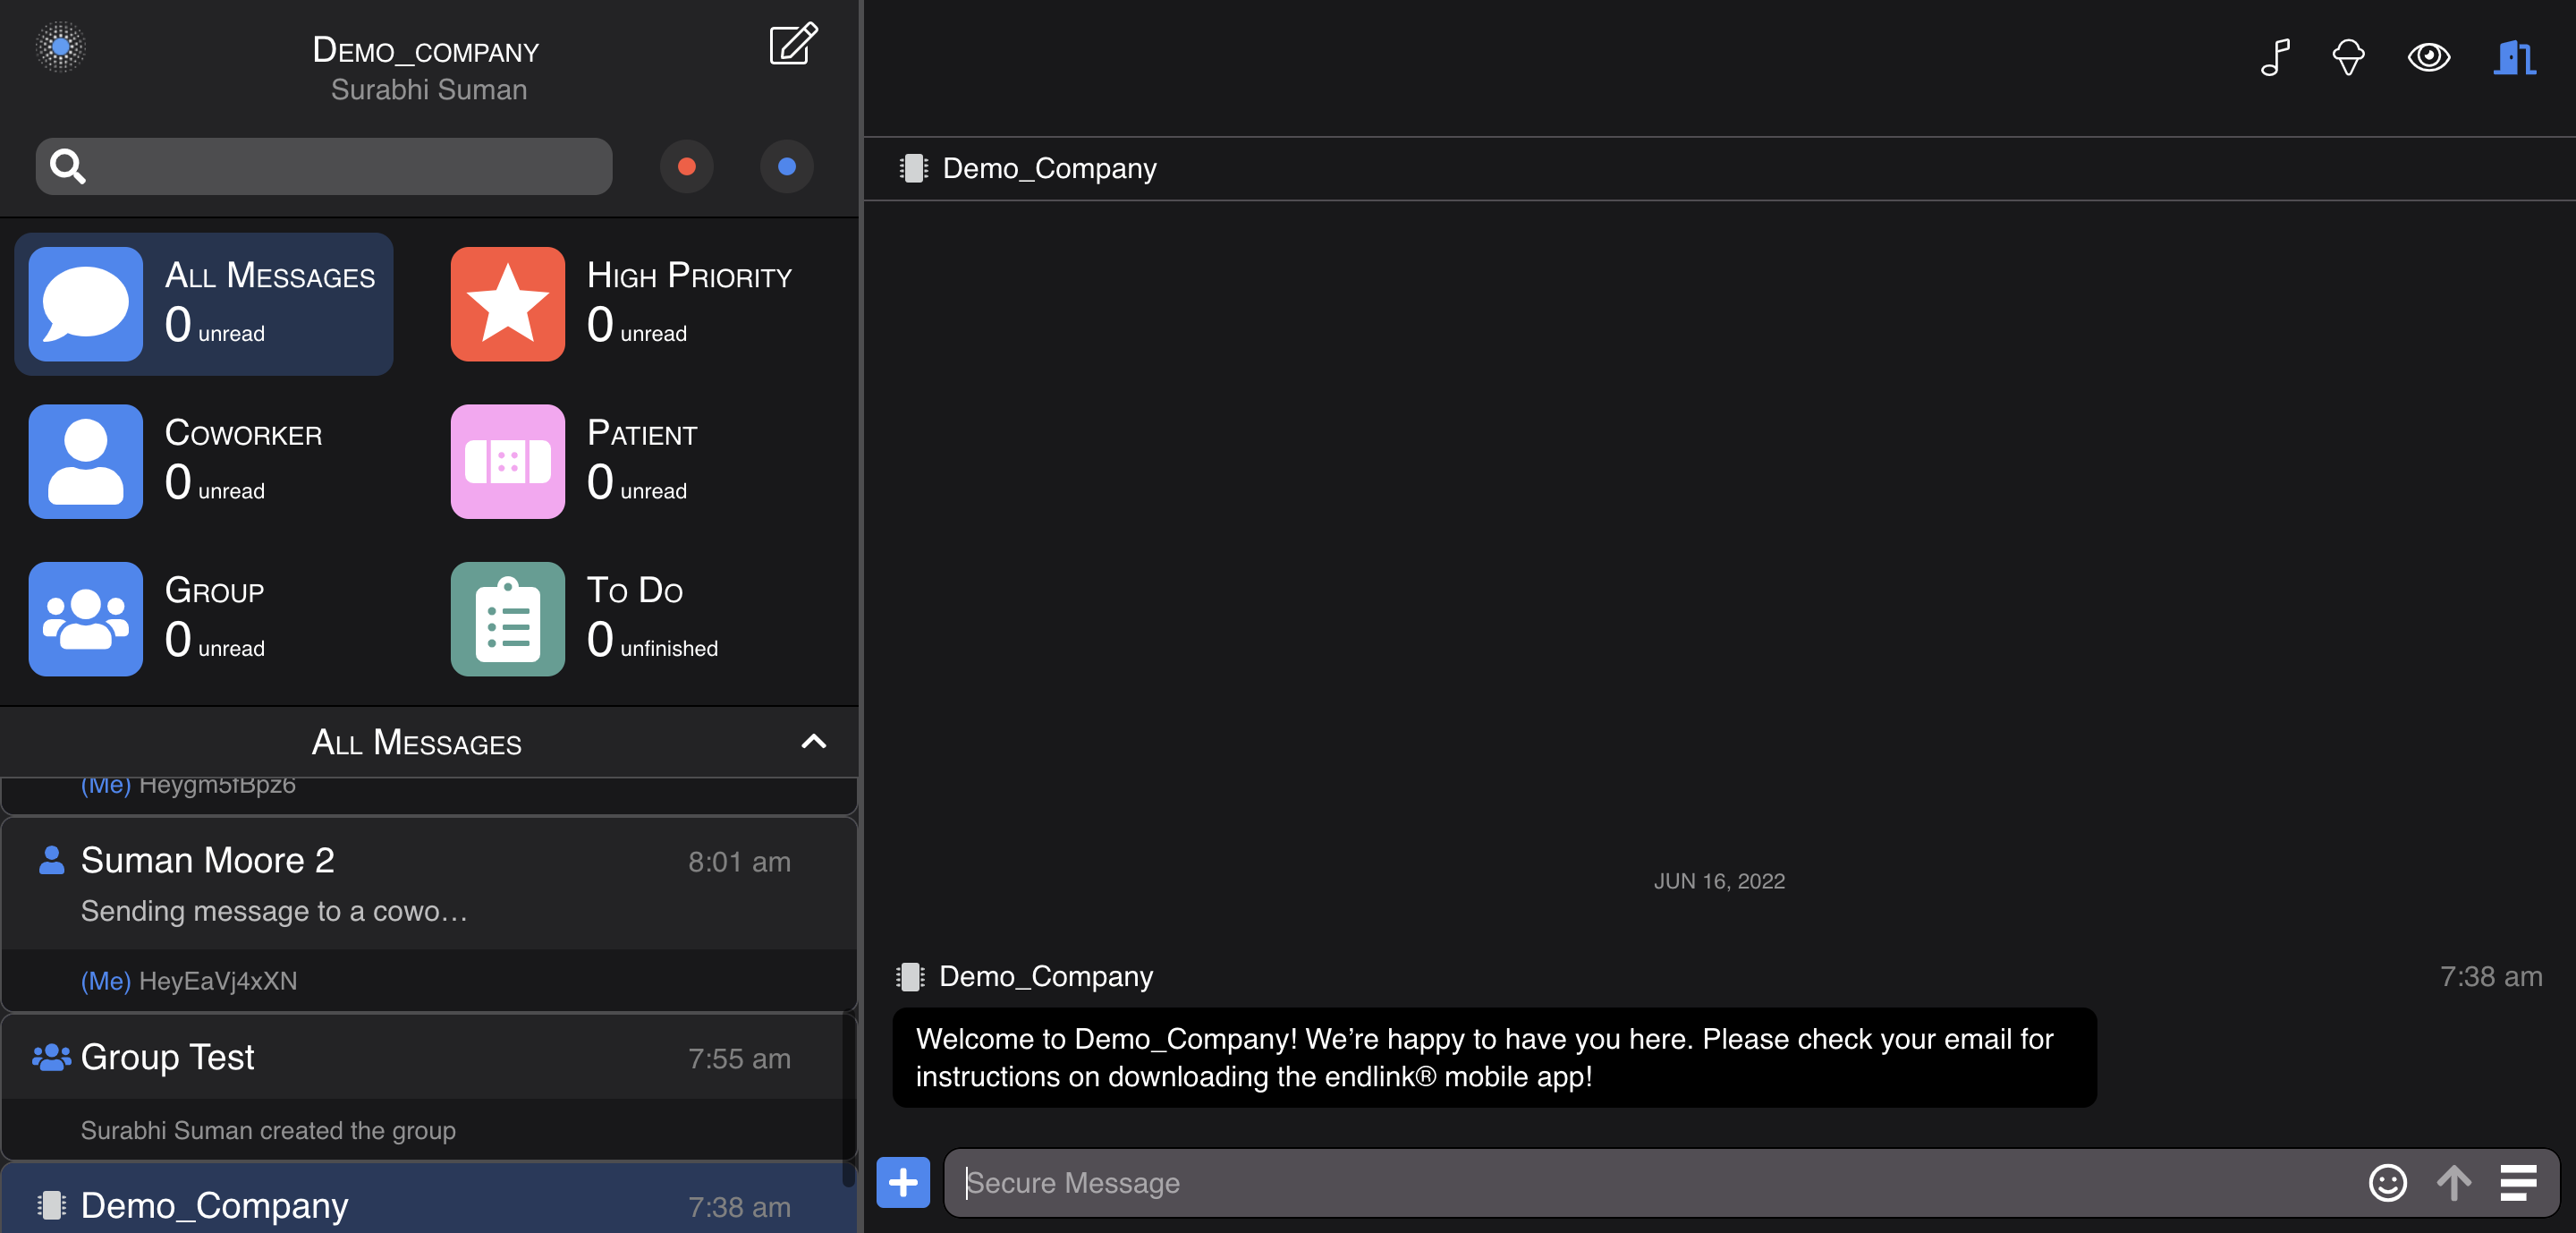 Demo_company
Surabhi Suman
All Messages
0 unread
High Priority
0 unread
Coworker
0 unread
Patient
0 unread
Group
0 unread
To Do
0 unfinished
All Messages
(Me) Heygm5fBpz6
Suman Moore 2
8:01 am
Sending message to a cowo…
(Me) HeyEaVj4xXN
Group Test
7:55 am
Surabhi Suman created the group
Demo_Company
7:38 am
Demo_Company
JUN 16, 2022
Demo_Company
7:38 am
Welcome to Demo_Company! We’re happy to have you here. Please check your email for
instructions on downloading the endlink® mobile app!
Secure Message